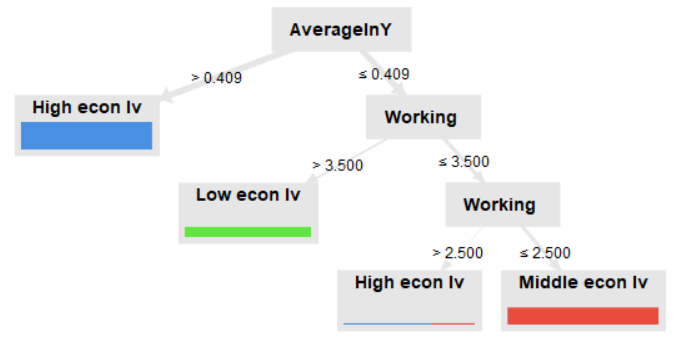 AverageInY
> 0.409
≤ 0.409
High econ lv
Working
> 3.500
≤ 3.500
Low econ lv
Working
> 2.500
≤ 2.500
High econ lv
Middle econ lv